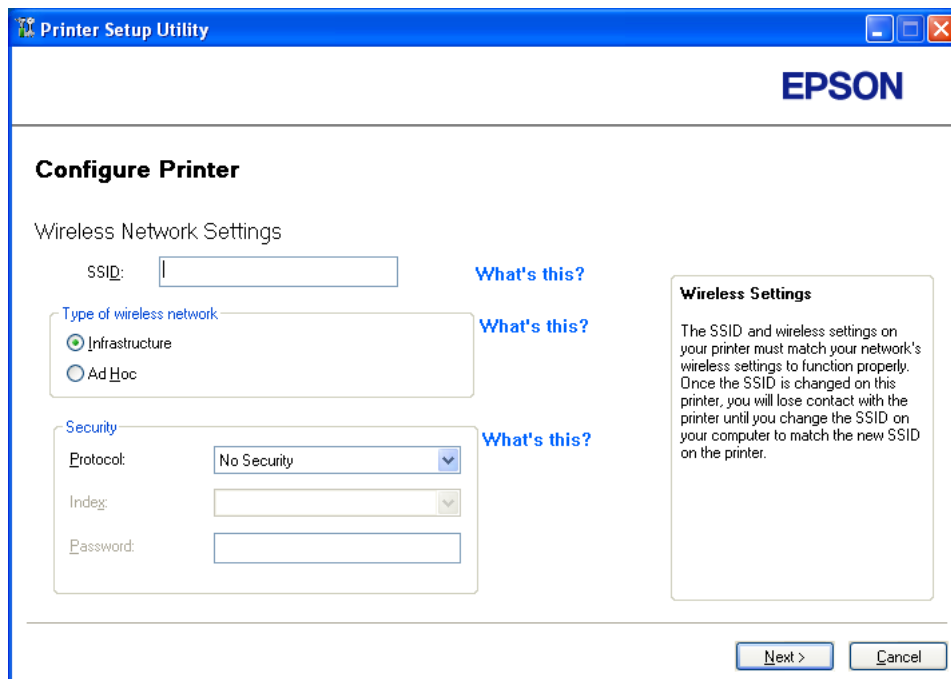 Printer Setup Utility
EPSON
Configure Printer
Wireless Network Settings
SSID:
What's this?
Type of wireless network
What's this?
Infrastructure
Ad Hoc
Security
What's this?
Protocol:
No Security
Index:
Password:
Wireless Settings
The SSID and wireless settings on
your printer must match your network's
wireless settings to function properly.
Once the SSID is changed on this
printer, you will lose contact with the
printer until you change the SSID on
your computer to match the new SSID
on the printer.
Next >
Cancel